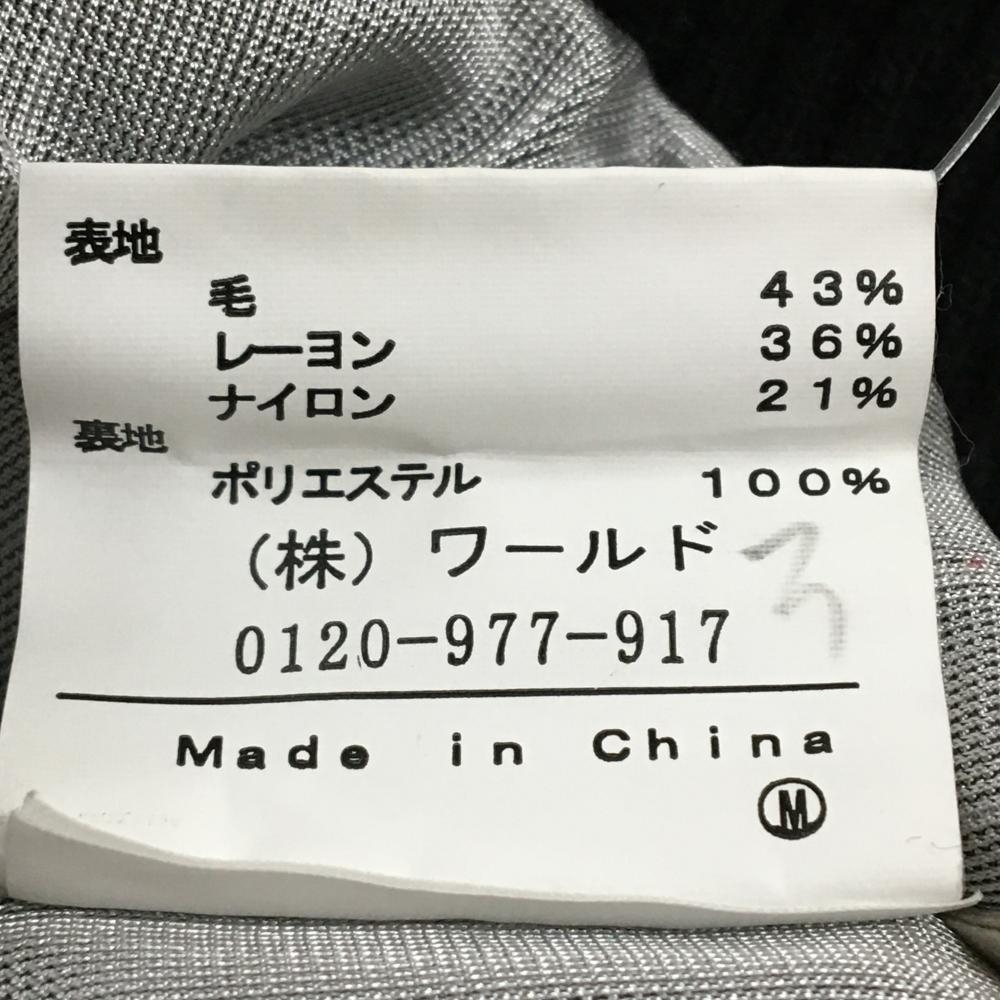 表地
毛 43%
レーヨン 36%
ナイロン 21%
裏地
ポリエステル 100%
（株）ワールド
0120-977-917
Made in China
Ⓜ